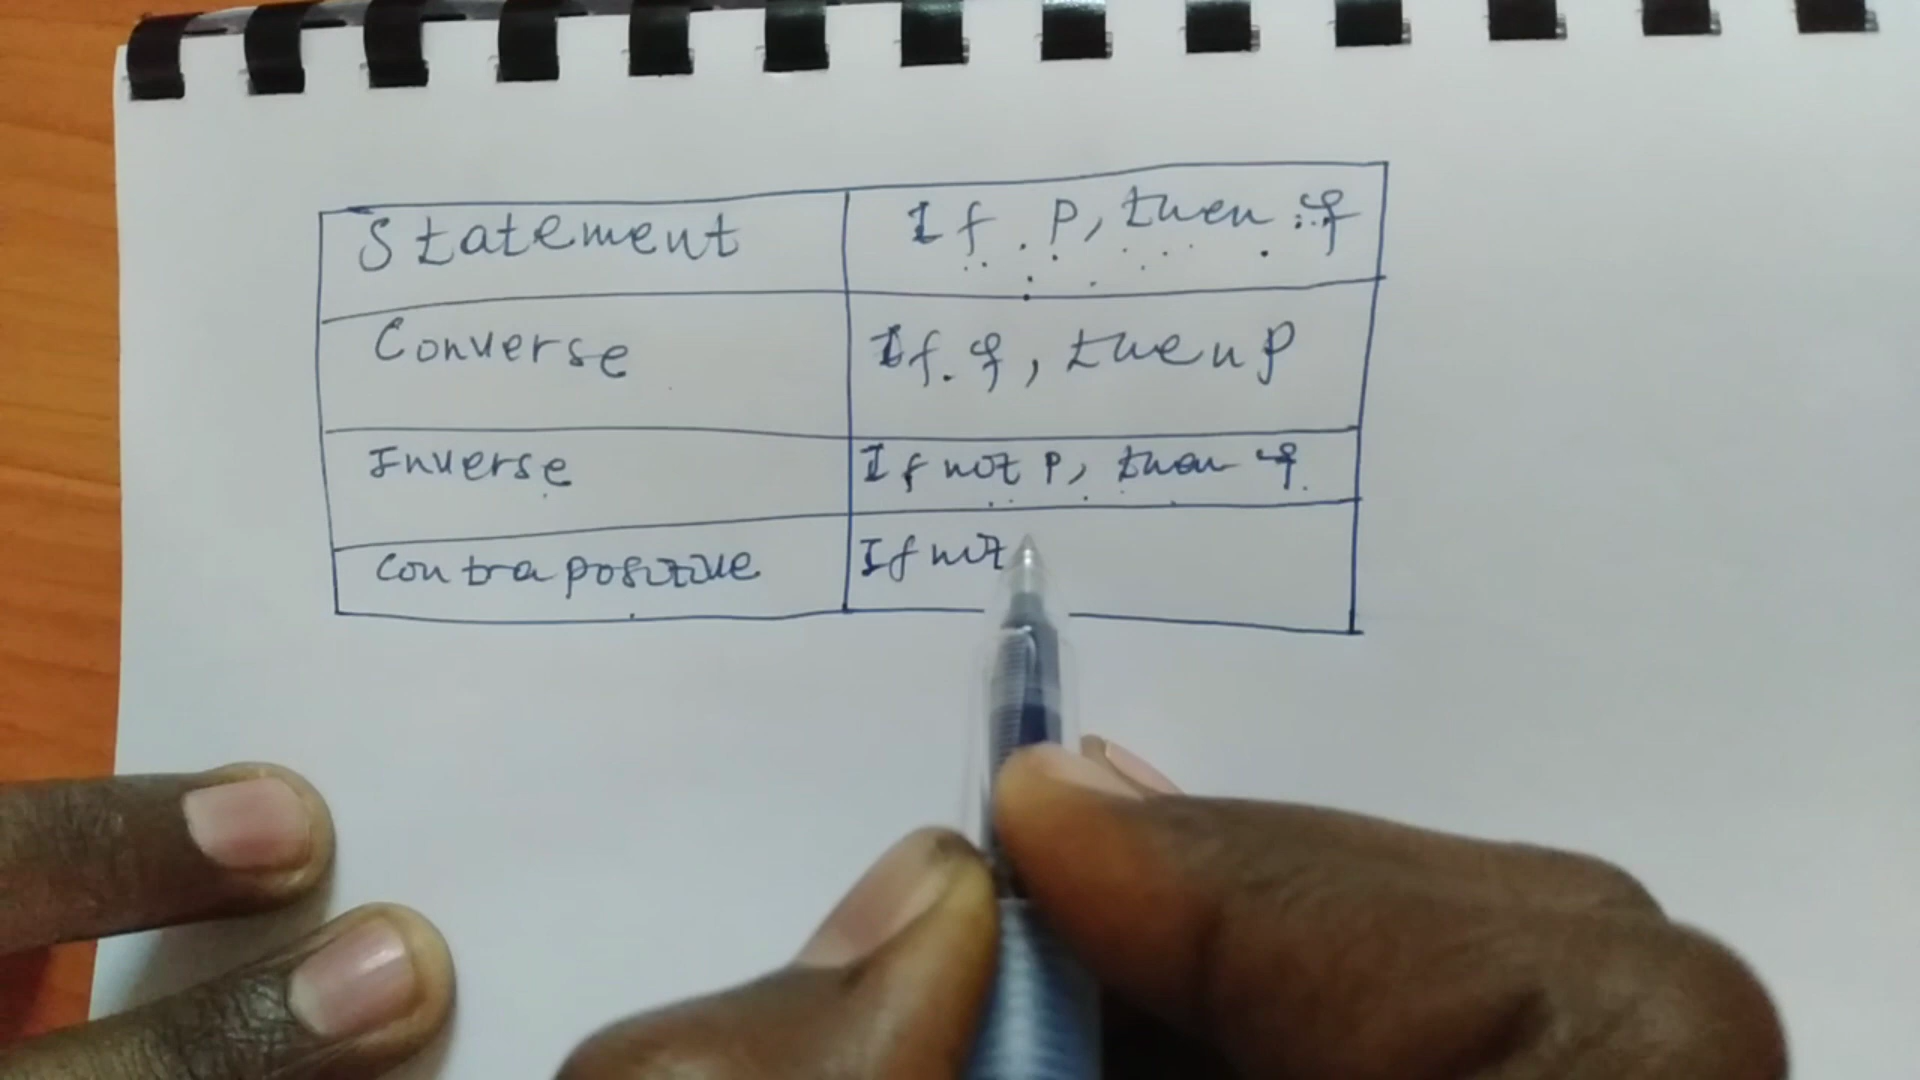 Statement If p, then q
Converse If q, then p
Inverse If not p, then q
Contrapositive If not